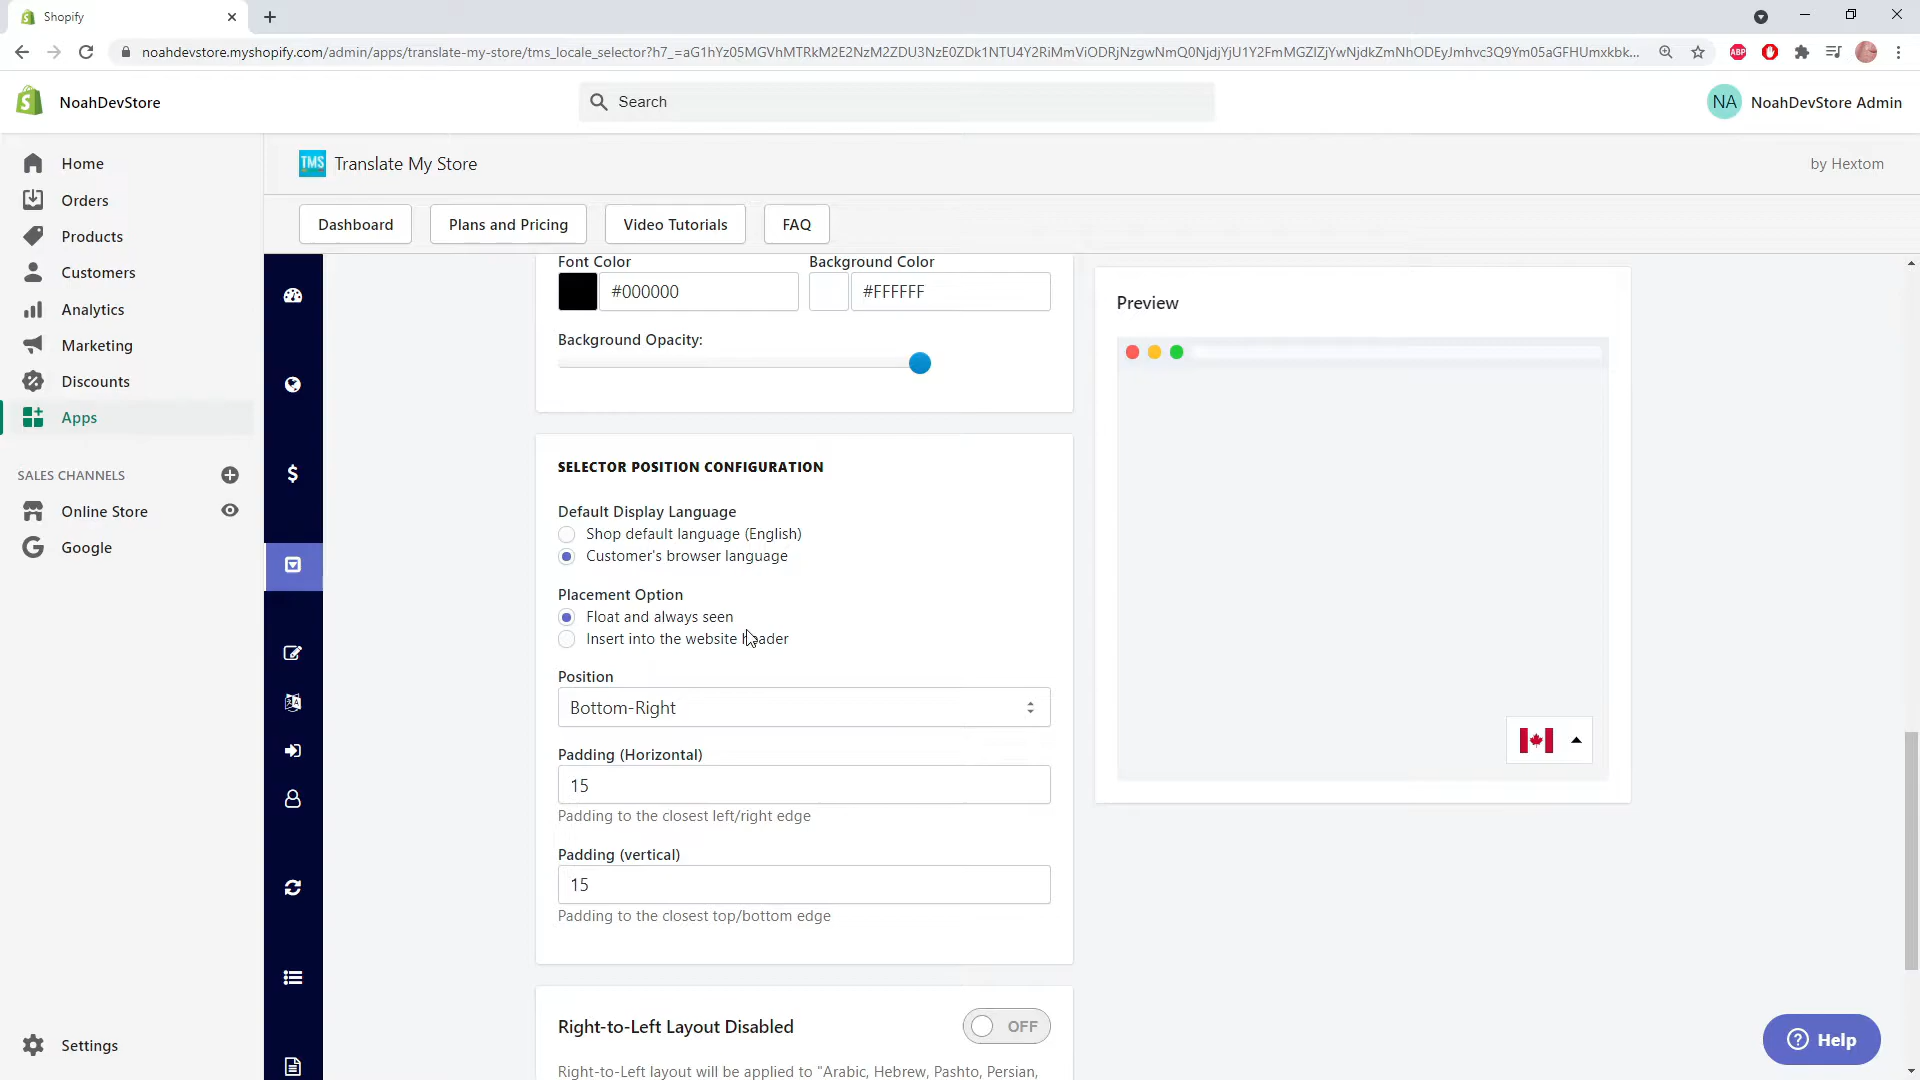 Shopify
noahdevstore.myshopify.com/admin/apps/translate-my-store/tms_locale_selector?
ABP
NoahDevStore
Search
NA NoahDevStore Admin
Home
Orders
Products
Customers
Analytics
Marketing
Discounts
Apps
SALES CHANNELS
Online Store
Google
Settings
TMS Translate My Store
by Hextom
Dashboard
Plans and Pricing
Video Tutorials
FAQ
Font Color
Background Color
#000000
#FFFFFF
Background Opacity:
SELECTOR POSITION CONFIGURATION
Default Display Language
Shop default language (English)
Customer's browser language
Placement Option
Float and always seen
Insert into the website header
Position
Bottom-Right
Padding (Horizontal)
15
Padding to the closest left/right edge
Padding (vertical)
15
Padding to the closest top/bottom edge
Right-to-Left Layout Disabled
OFF
Right-to-Left layout will be applied to "Arabic, Hebrew, Pashto, Persian,
Preview
Help